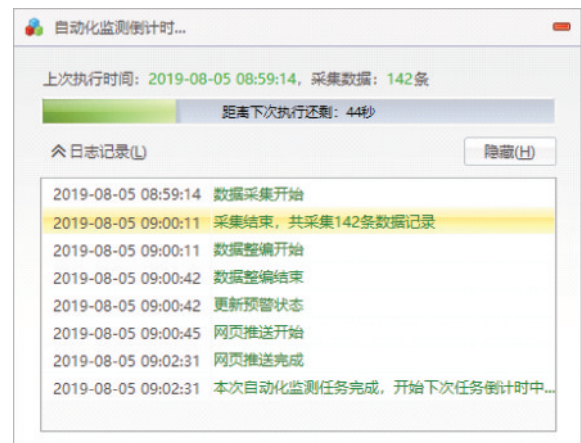 自动化监测倒计时...
上次执行时间：2019-08-05 08:59:14，采集数据：142条
距离下次执行还剩：44秒
日志记录(L)
隐藏(H)
2019-08-05 08:59:14 数据采集开始
2019-08-05 09:00:11 采集结束，共采集142条数据记录
2019-08-05 09:00:11 数据整编开始
2019-08-05 09:00:42 数据整编结束
2019-08-05 09:00:42 更新预警状态
2019-08-05 09:00:45 网页推送开始
2019-08-05 09:02:31 网页推送完成
2019-08-05 09:02:31 本次自动化监测任务完成，开始下次任务倒计时中...